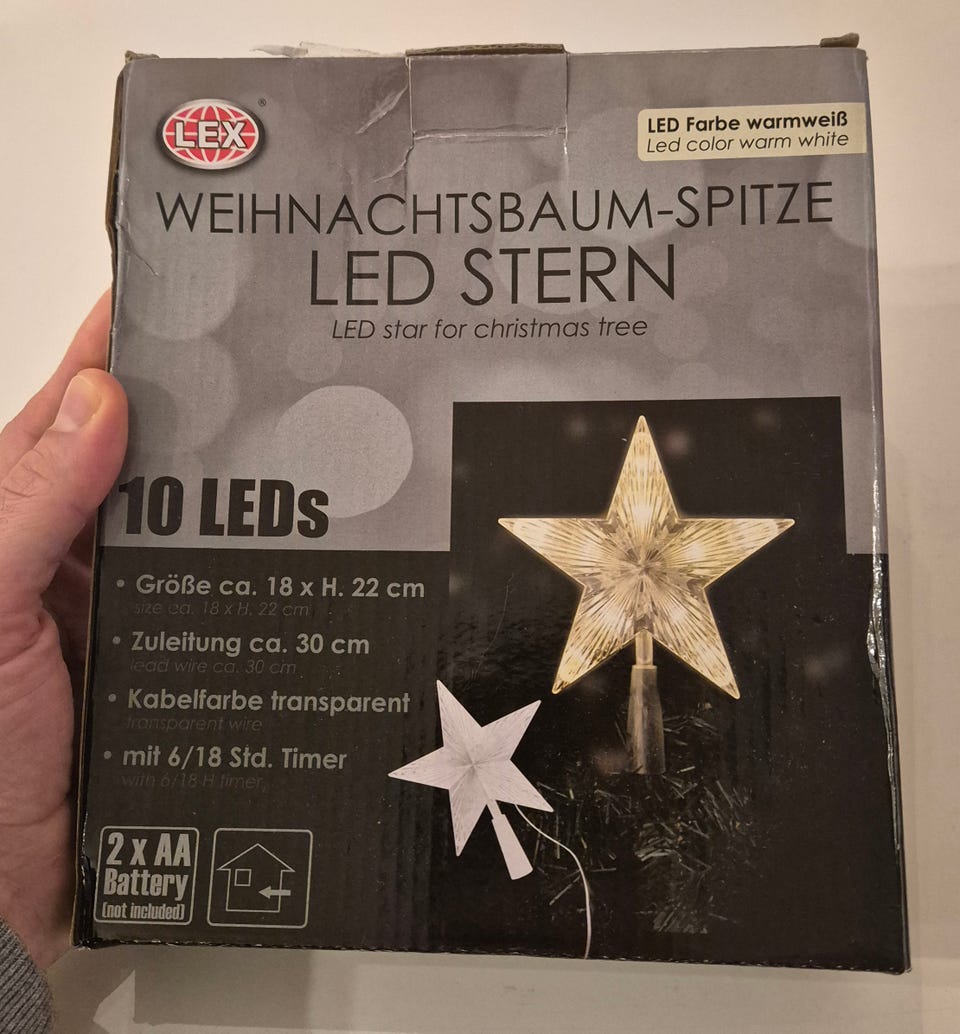 LEX
®
LED Farbe warmweiß
Led color warm white
WEIHNACHTSBAUM-SPITZE
LED STERN
LED star for christmas tree
10 LEDs
• Größe ca. 18 x H. 22 cm
size ca. 18 x H. 22 cm
• Zuleitung ca. 30 cm
lead wire ca. 30 cm
• Kabelfarbe transparent
transparent wire
• mit 6/18 Std. Timer
with 6/18 H timer
2 x AA
Battery
(not included)